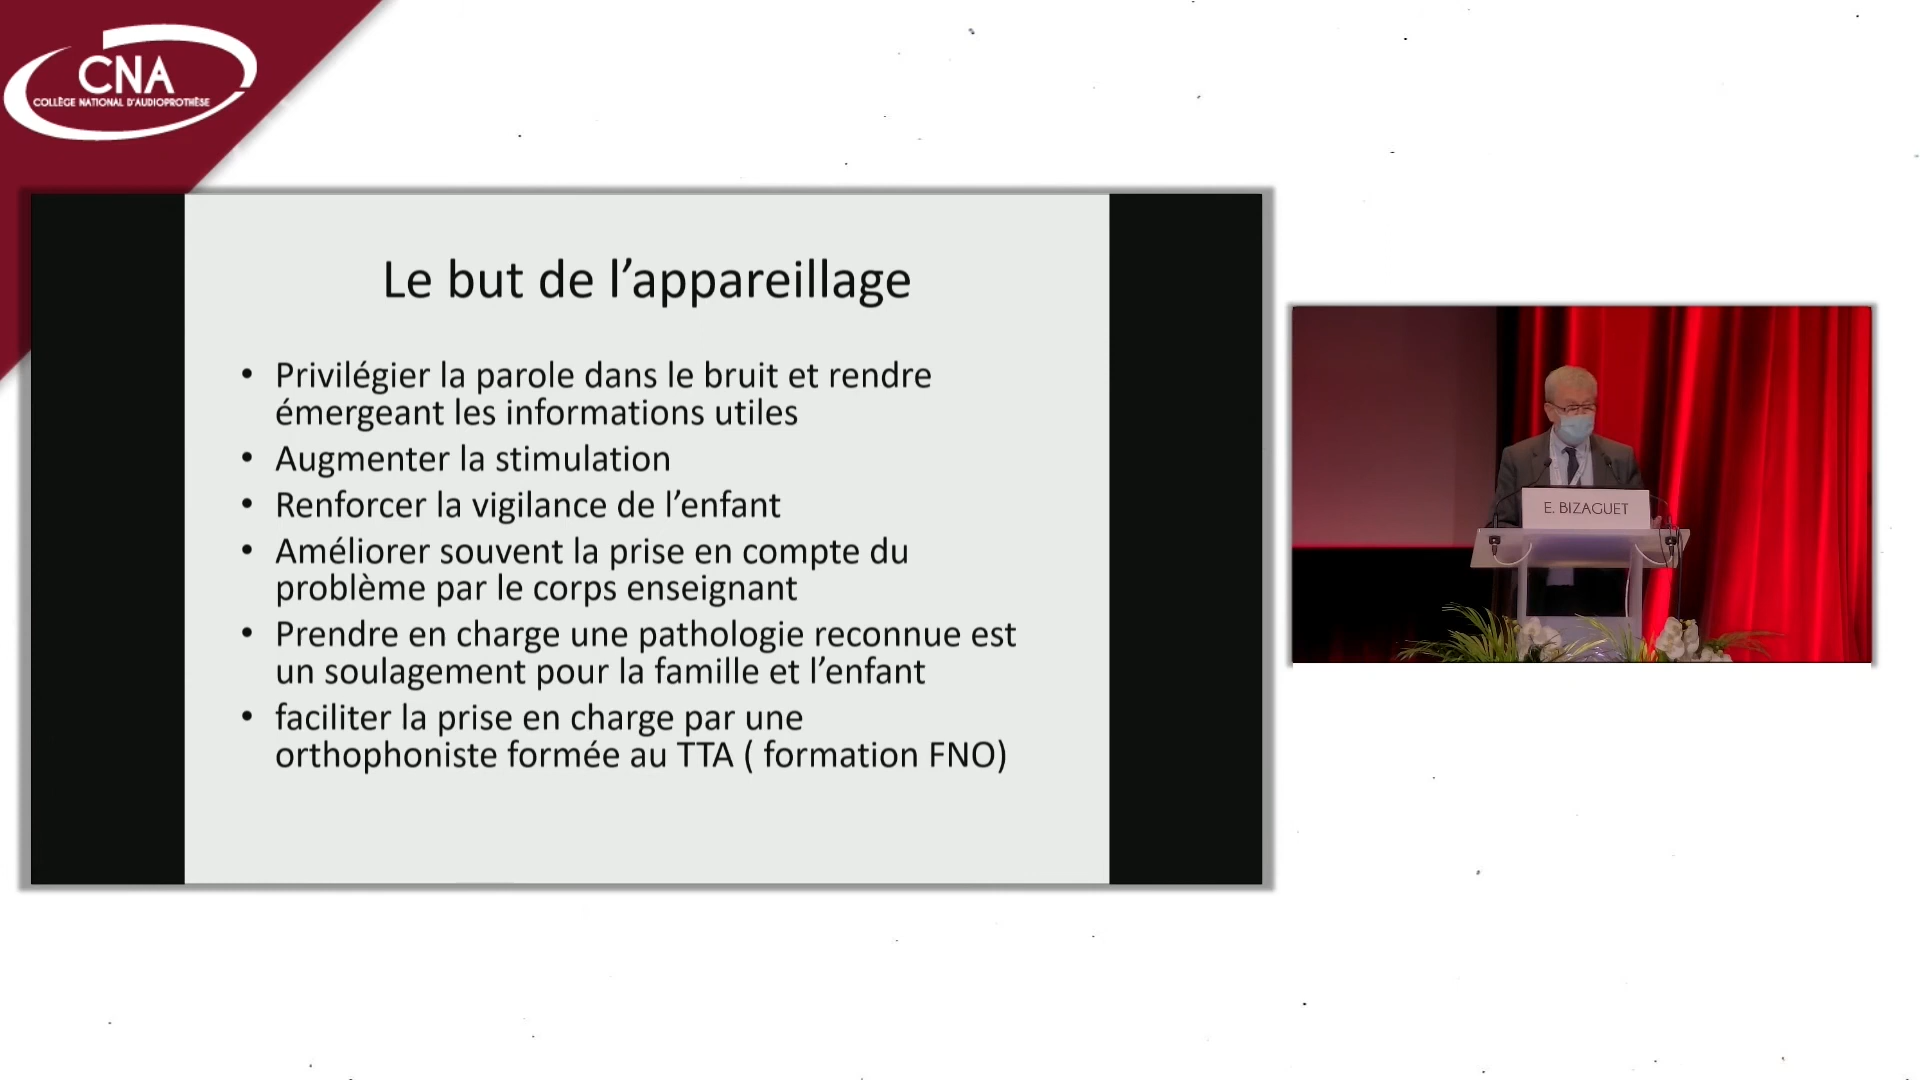 CNA
COLLÈGE NATIONAL D'AUDIOPROTHÈSE
Le but de l’appareillage
• Privilégier la parole dans le bruit et rendre
émergeant les informations utiles
• Augmenter la stimulation
• Renforcer la vigilance de l’enfant
• Améliorer souvent la prise en compte du
problème par le corps enseignant
• Prendre en charge une pathologie reconnue est
un soulagement pour la famille et l’enfant
• faciliter la prise en charge par une
orthophoniste formée au TTA ( formation FNO)
E. BIZAGUET